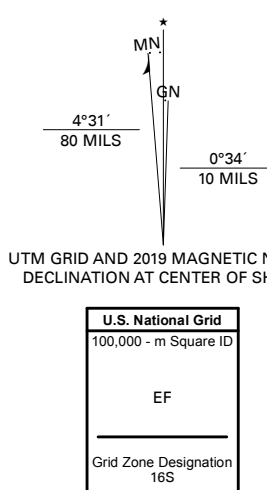 MN
GN
4°31´
80 MILS
0°34´
10 MILS
UTM GRID AND 2019 MAGNETIC
DECLINATION AT CENTER OF
U.S. National Grid
100,000 - m Square ID
EF
Grid Zone Designation
16S